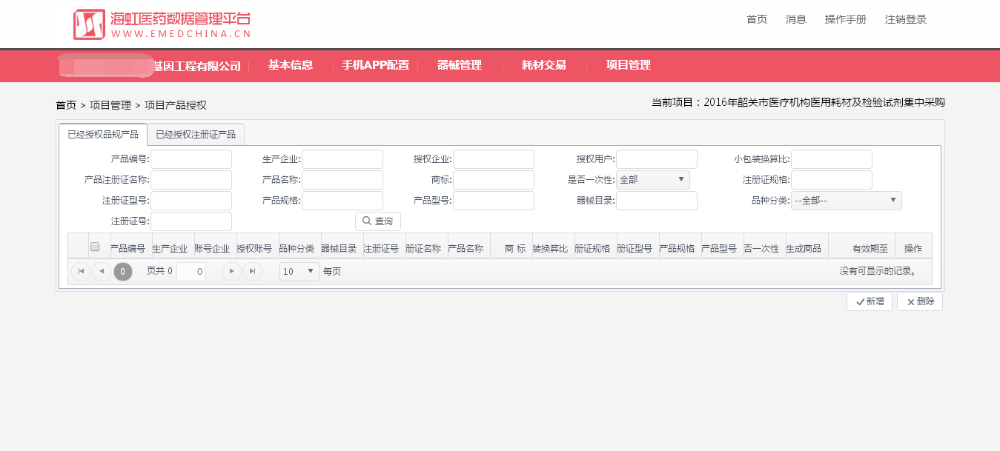 海虹医药数据管理平台
WWW.EMEDCHINA.CN
首页 消息 操作手册 注销登录
基因工程有限公司 基本信息 手机APP配置 器械管理 耗材交易 项目管理
首页 > 项目管理 > 项目产品授权
当前项目：2016年韶关市医疗机构医用耗材及检验试剂集中采购
已经授权品规产品 已经授权注册证产品
产品编号: 生产企业: 授权企业: 授权用户: 小包装换算比:
产品注册证名称: 产品名称: 商标: 是否一次性: 全部 注册证规格:
注册证型号: 产品规格: 产品型号: 器械目录: 品种分类: --全部--
注册证号: 查询
产品编号 生产企业 账号企业 授权账号 品种分类 器械目录 注册证号 册证名称 产品名称 商 标 装换算比 册证规格 册证型号 产品规格 产品型号 否一次性 生成商品 有效期至 操作
0 页共 0 0 10 每页 没有可显示的记录。
新增 删除